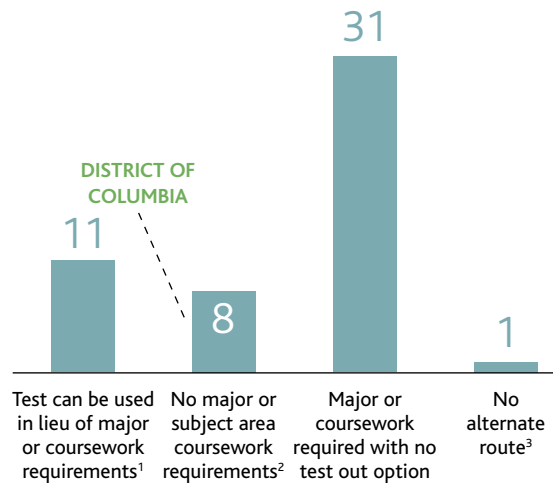 31
DISTRICT OF
COLUMBIA
11
8
1
Test can be used
in lieu of major
or coursework
requirements¹
No major or
subject area
coursework
requirements²
Major or
coursework
required with no
test out option
No
alternate
route³